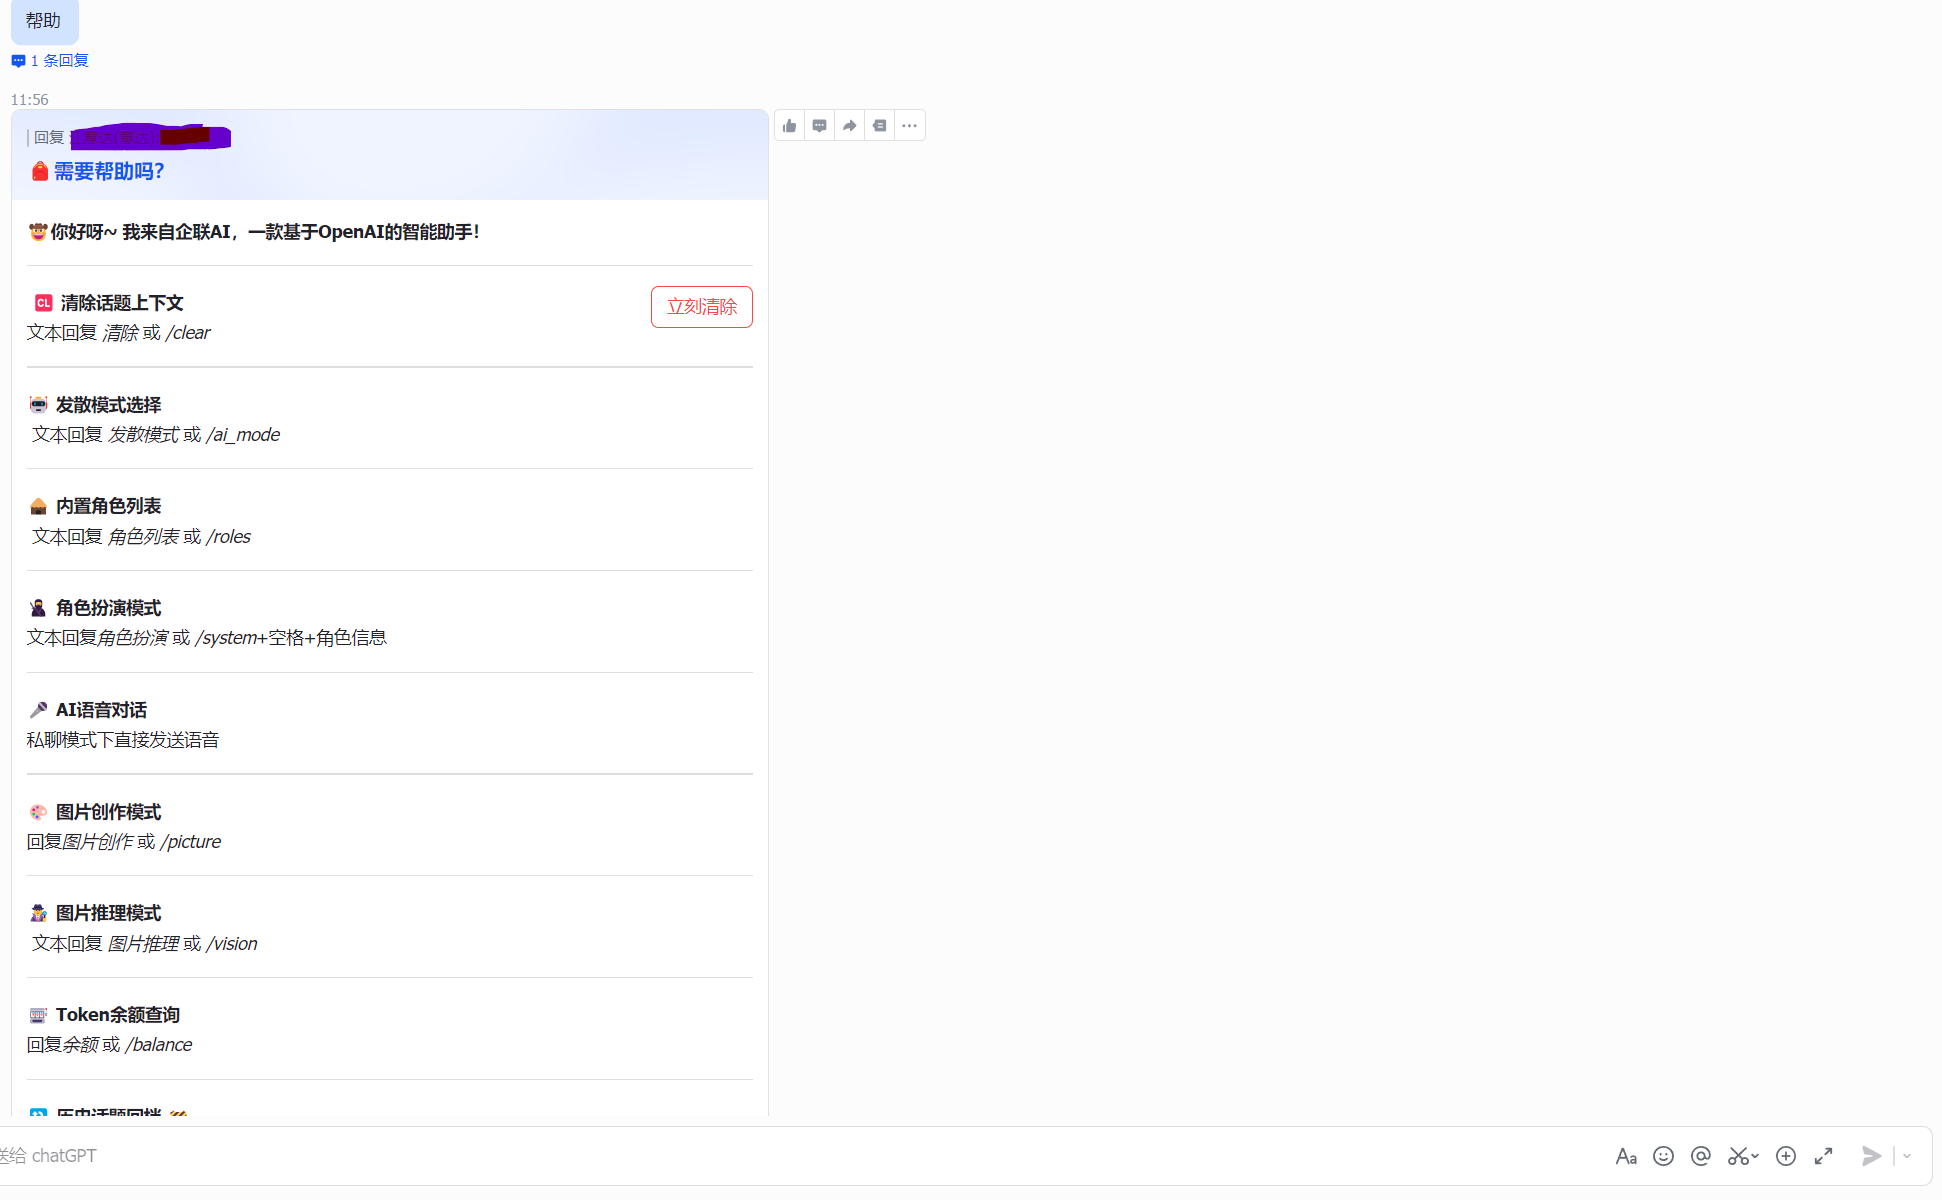 帮助
1 条回复
11:56
回复
需要帮助吗？
你好呀~ 我来自企联AI，一款基于OpenAI的智能助手！
CL 清除话题上下文
立刻清除
文本回复 清除 或 /clear
发散模式选择
文本回复 发散模式 或 /ai_mode
内置角色列表
文本回复 角色列表 或 /roles
角色扮演模式
文本回复角色扮演 或 /system+空格+角色信息
AI语音对话
私聊模式下直接发送语音
图片创作模式
回复图片创作 或 /picture
图片推理模式
文本回复 图片推理 或 /vision
Token余额查询
回复余额 或 /balance
历史话题回档
送给 chatGPT
Aa